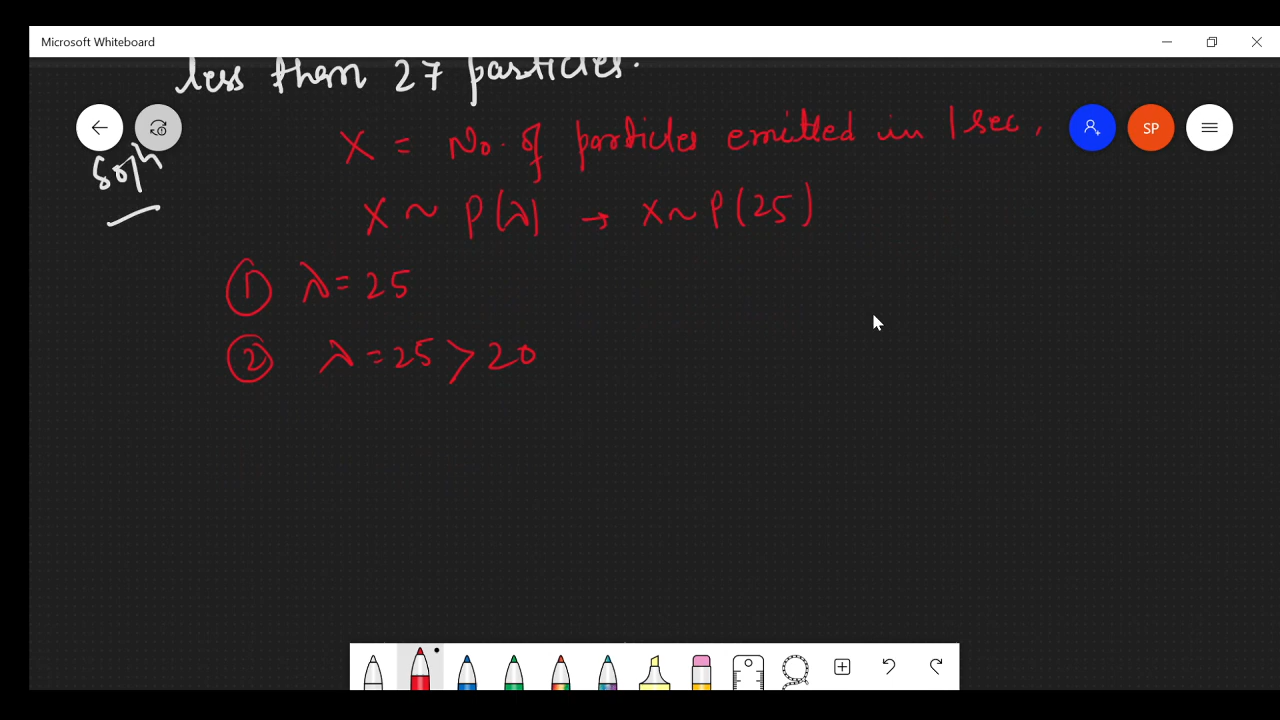 Microsoft Whiteboard
less than 27 particles.
X = No. of particles emitted in 1 sec.
SP
Soln
X ~ P(λ) → X~P(25)
① λ = 25
② λ = 25 > 20